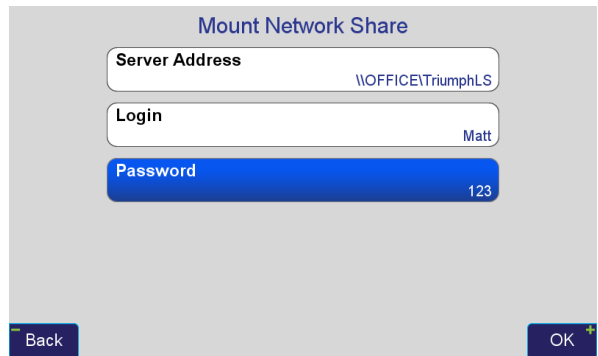 Mount Network Share
Server Address
\\OFFICE\TriumphLS
Login
Matt
Password
123
Back
OK